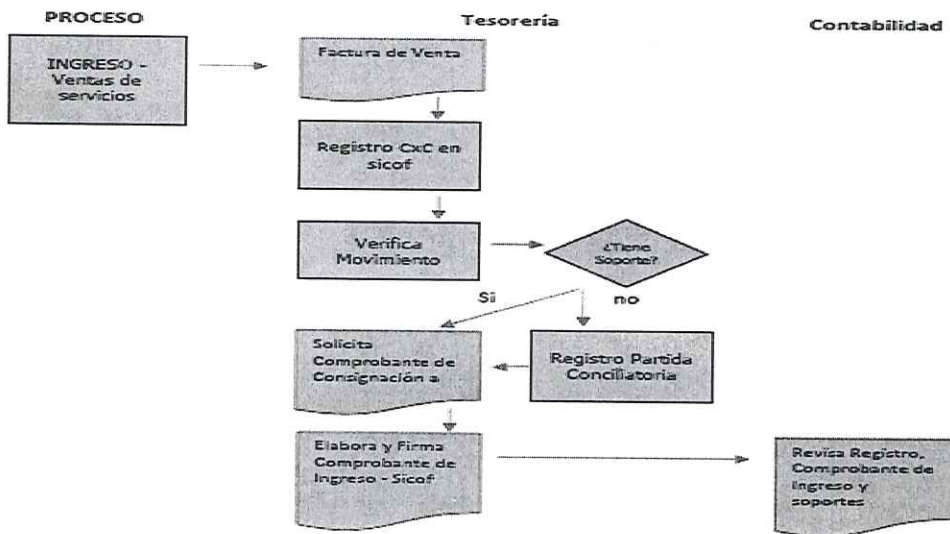 PROCESO
Tesorería
Contabilidad
INGRESO -
Ventas de
servicios
Factura de Venta
Registro CxC en
sicof
Verifica
Movimiento
¿Tiene
Soporte?
Si
no
Solicita
Comprobante de
Consignación a
Registro Partida
Conciliatoria
Elabora y Firma
Comprobante de
Ingreso - Sicof
Revisa Registro,
Comprobante de
Ingreso y
soportes